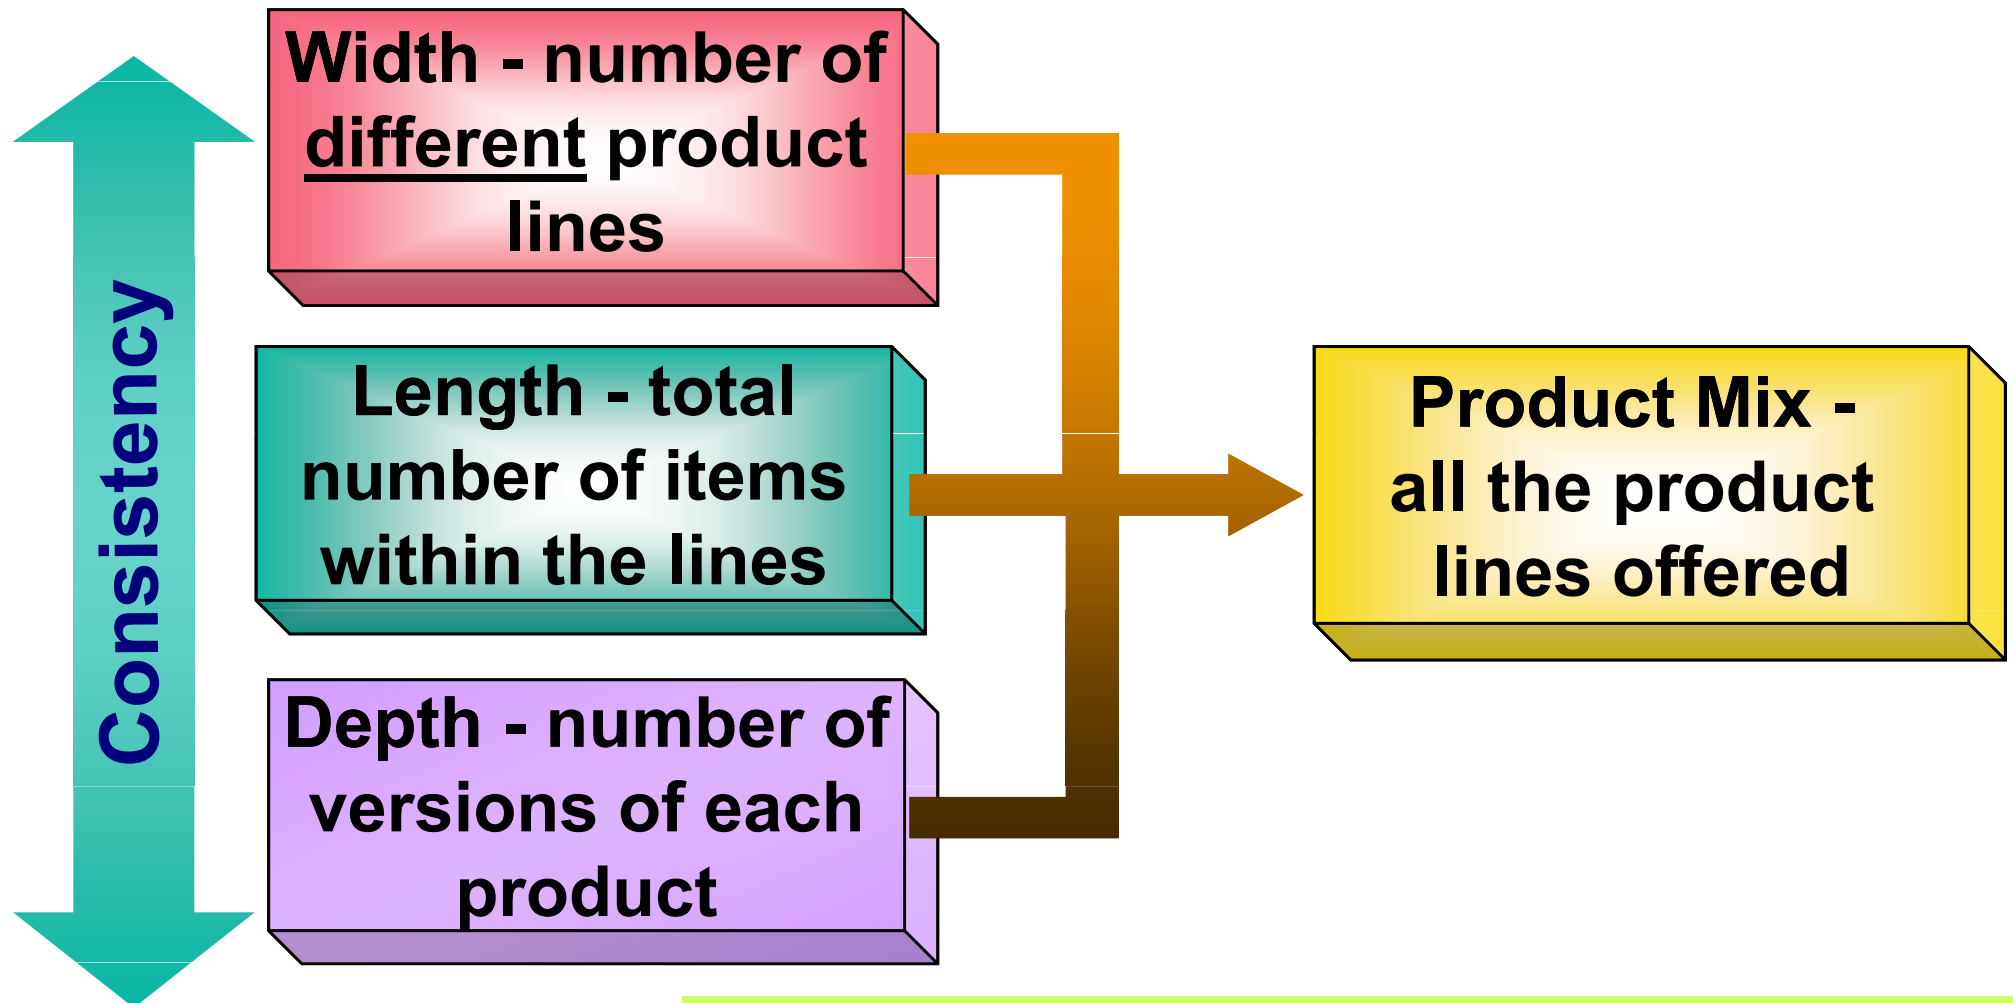 Consistency
Width - number of
different product
lines
Length - total
number of items
within the lines
Depth - number of
versions of each
product
Product Mix -
all the product
lines offered